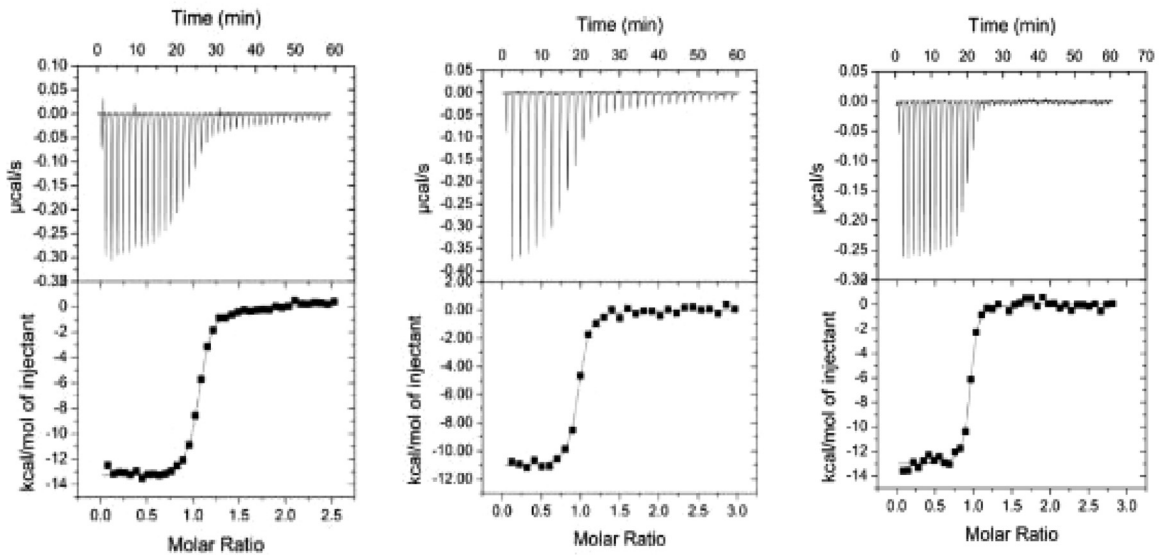 Time (min)
0 10 20 30 40 50 60
0.10
0.05
0.00
-0.05
-0.10
-0.15
-0.20
-0.25
-0.30
µcal/s
0
-2
-4
-6
-8
-10
-12
-14
kcal/mol of injectant
0.0 0.5 1.0 1.5 2.0 2.5
Molar Ratio
Time (min)
0 10 20 30 40 50 60
0.05
0.00
-0.05
-0.10
-0.15
-0.20
-0.25
-0.30
-0.35
-0.40
µcal/s
2.00
0.00
-2.00
-4.00
-6.00
-8.00
-10.00
-12.00
kcal/mol of injectant
0.0 0.5 1.0 1.5 2.0 2.5 3.0
Molar Ratio
Time (min)
0 10 20 30 40 50 60 70
0.05
0.00
-0.05
-0.10
-0.15
-0.20
-0.25
µcal/s
0
-2
-4
-6
-8
-10
-12
-14
kcal/mol of injectant
0.0 0.5 1.0 1.5 2.0 2.5 3.0
Molar Ratio